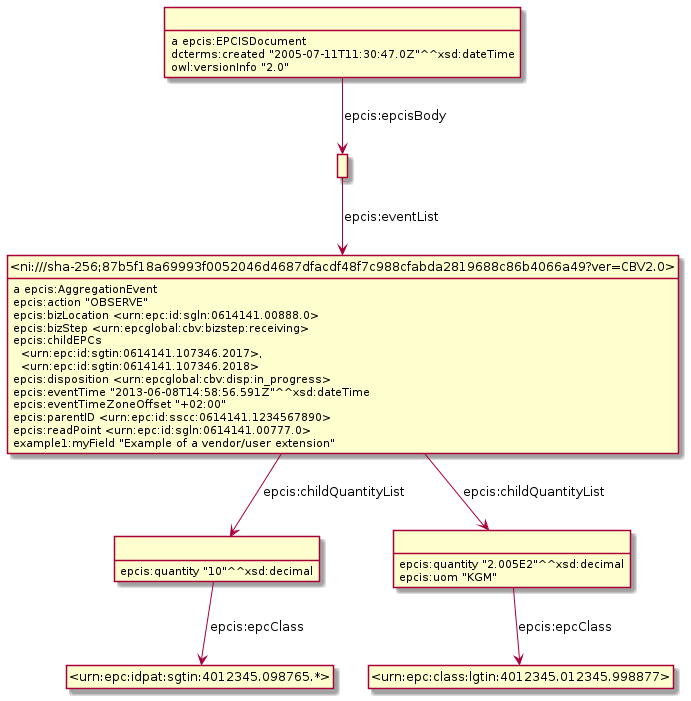 a epcis:EPCISDocument
dcterms:created "2005-07-11T11:30:47.0Z"^^xsd:dateTime
owl:versionInfo "2.0"
epcis:epcisBody
epcis:eventList
<ni:///sha-256;87b5f18a69993f0052046d4687dfacdf48f7c988cfabda2819688c86b4066a49?ver=CBV2.0>
a epcis:AggregationEvent
epcis:action "OBSERVE"
epcis:bizLocation <urn:epc:id:sgln:0614141.00888.0>
epcis:bizStep <urn:epcglobal:cbv:bizstep:receiving>
epcis:childEPCs
<urn:epc:id:sgtin:0614141.107346.2017>,
<urn:epc:id:sgtin:0614141.107346.2018>
epcis:disposition <urn:epcglobal:cbv:disp:in_progress>
epcis:eventTime "2013-06-08T14:58:56.591Z"^^xsd:dateTime
epcis:eventTimeZoneOffset "+02:00"
epcis:parentID <urn:epc:id:sscc:0614141.1234567890>
epcis:readPoint <urn:epc:id:sgln:0614141.00777.0>
example1:myField "Example of a vendor/user extension"
epcis:childQuantityList
epcis:childQuantityList
epcis:quantity "10"^^xsd:decimal
epcis:quantity "2.005E2"^^xsd:decimal
epcis:uom "KGM"
epcis:epcClass
epcis:epcClass
<urn:epc:idpat:sgtin:4012345.098765.*>
<urn:epc:class:lgtin:4012345.012345.998877>